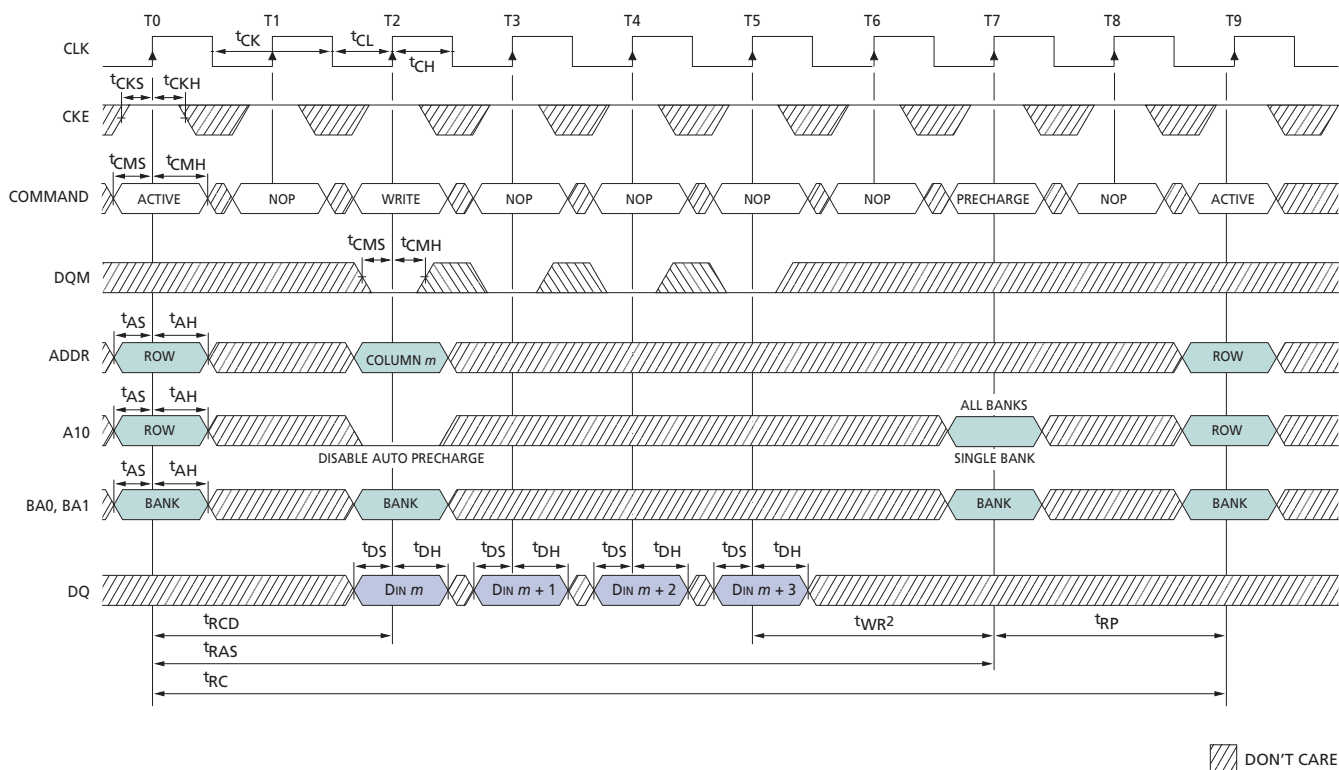 T0 T1 T2 T3 T4 T5 T6 T7 T8 T9
CLK
tCK tCL
tCH
tCKS tCKH
CKE
tCMS tCMH
COMMAND ACTIVE NOP WRITE NOP NOP NOP NOP PRECHARGE NOP ACTIVE
tCMS tCMH
DQM
tAS tAH
ADDR ROW COLUMN m ROW
tAS tAH
ALL BANKS
A10 ROW ROW
DISABLE AUTO PRECHARGE SINGLE BANK
tAS tAH
BA0, BA1 BANK BANK BANK BANK
tDS tDH tDS tDH tDS tDH tDS tDH
DQ DIN m DIN m + 1 DIN m + 2 DIN m + 3
tRCD tWR2 tRP
tRAS
tRC
DON'T CARE